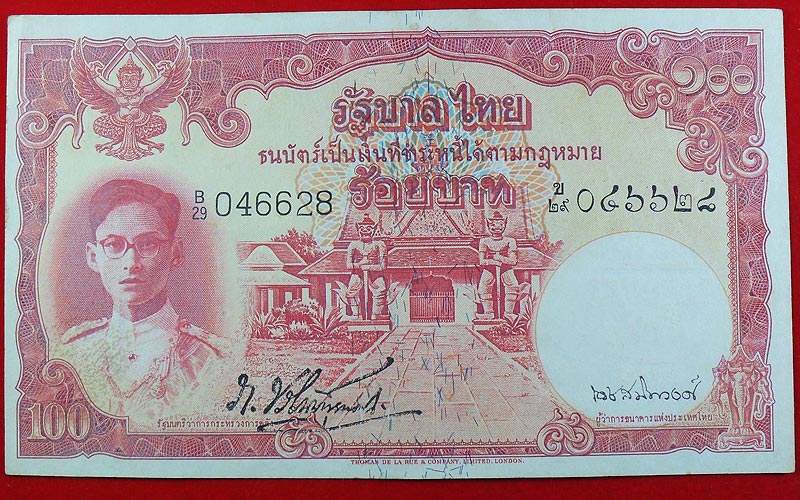 ๑๐๐
รัฐบาลไทย
ธนบัตร์เป็นเงินที่ชำระหนี้ได้ตามกฎหมาย
ร้อยบาท
B/29 046628
ข/๒๙ ๐๔๖๖๒๘
100
รัฐมนตรีว่าการกระทรวงการคลัง
ผู้ว่าการธนาคารแห่งประเทศไทย
THOMAS DE LA RUE & COMPANY, LIMITED, LONDON.